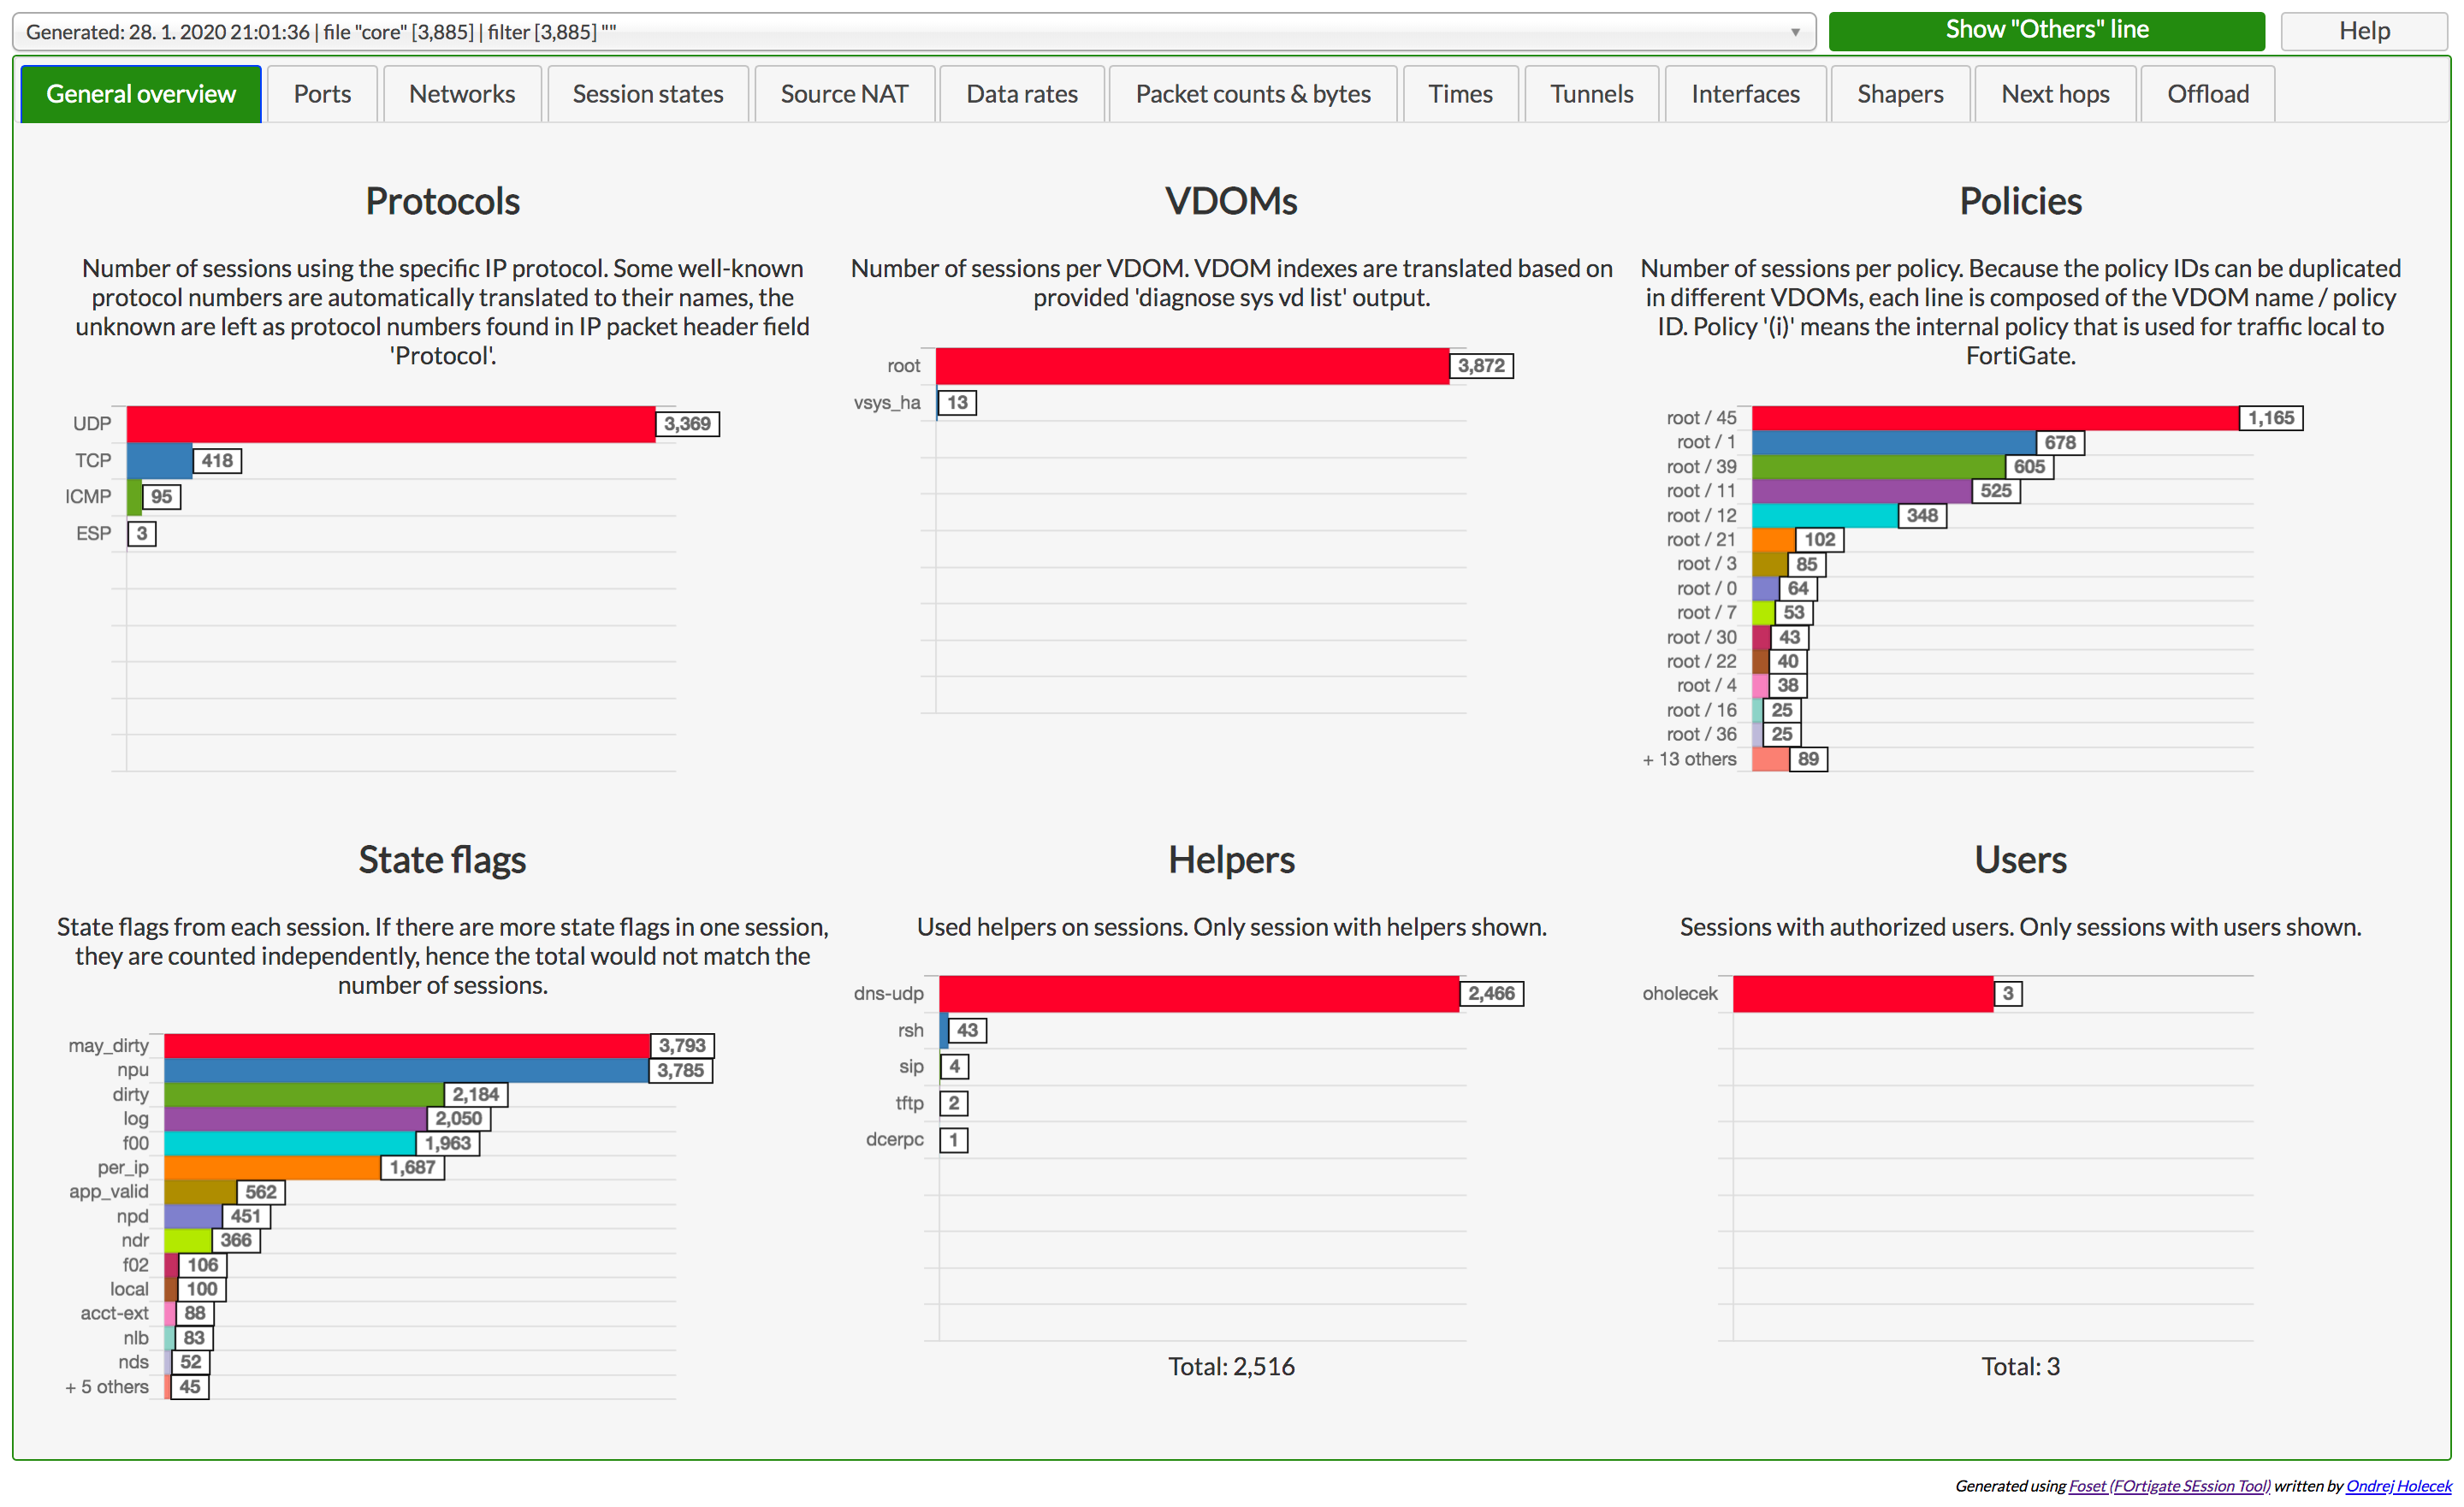 Generated: 28. 1. 2020 21:01:36 | file "core" [3,885] | filter [3,885] ""
Show "Others" line
Help
General overview
Ports
Networks
Session states
Source NAT
Data rates
Packet counts & bytes
Times
Tunnels
Interfaces
Shapers
Next hops
Offload
Protocols
Number of sessions using the specific IP protocol. Some well-known
protocol numbers are automatically translated to their names, the
unknown are left as protocol numbers found in IP packet header field
'Protocol'.
UDP 3,369
TCP 418
ICMP 95
ESP 3
VDOMs
Number of sessions per VDOM. VDOM indexes are translated based on
provided 'diagnose sys vd list' output.
root 3,872
vsys_ha 13
Policies
Number of sessions per policy. Because the policy IDs can be duplicated
in different VDOMs, each line is composed of the VDOM name / policy
ID. Policy '(i)' means the internal policy that is used for traffic local to
FortiGate.
root / 45 1,165
root / 1 678
root / 39 605
root / 11 525
root / 12 348
root / 21 102
root / 3 85
root / 0 64
root / 7 53
root / 30 43
root / 22 40
root / 4 38
root / 16 25
root / 36 25
+ 13 others 89
State flags
State flags from each session. If there are more state flags in one session,
they are counted independently, hence the total would not match the
number of sessions.
may_dirty 3,793
npu 3,785
dirty 2,184
log 2,050
f00 1,963
per_ip 1,687
app_valid 562
npd 451
ndr 366
f02 106
local 100
acct-ext 88
nlb 83
nds 52
+ 5 others 45
Helpers
Used helpers on sessions. Only session with helpers shown.
dns-udp 2,466
rsh 43
sip 4
tftp 2
dcerpc 1
Total: 2,516
Users
Sessions with authorized users. Only sessions with users shown.
oholecek 3
Total: 3
Generated using Foset (FOrtigate SEssion Tool) written by Ondrej Holecek